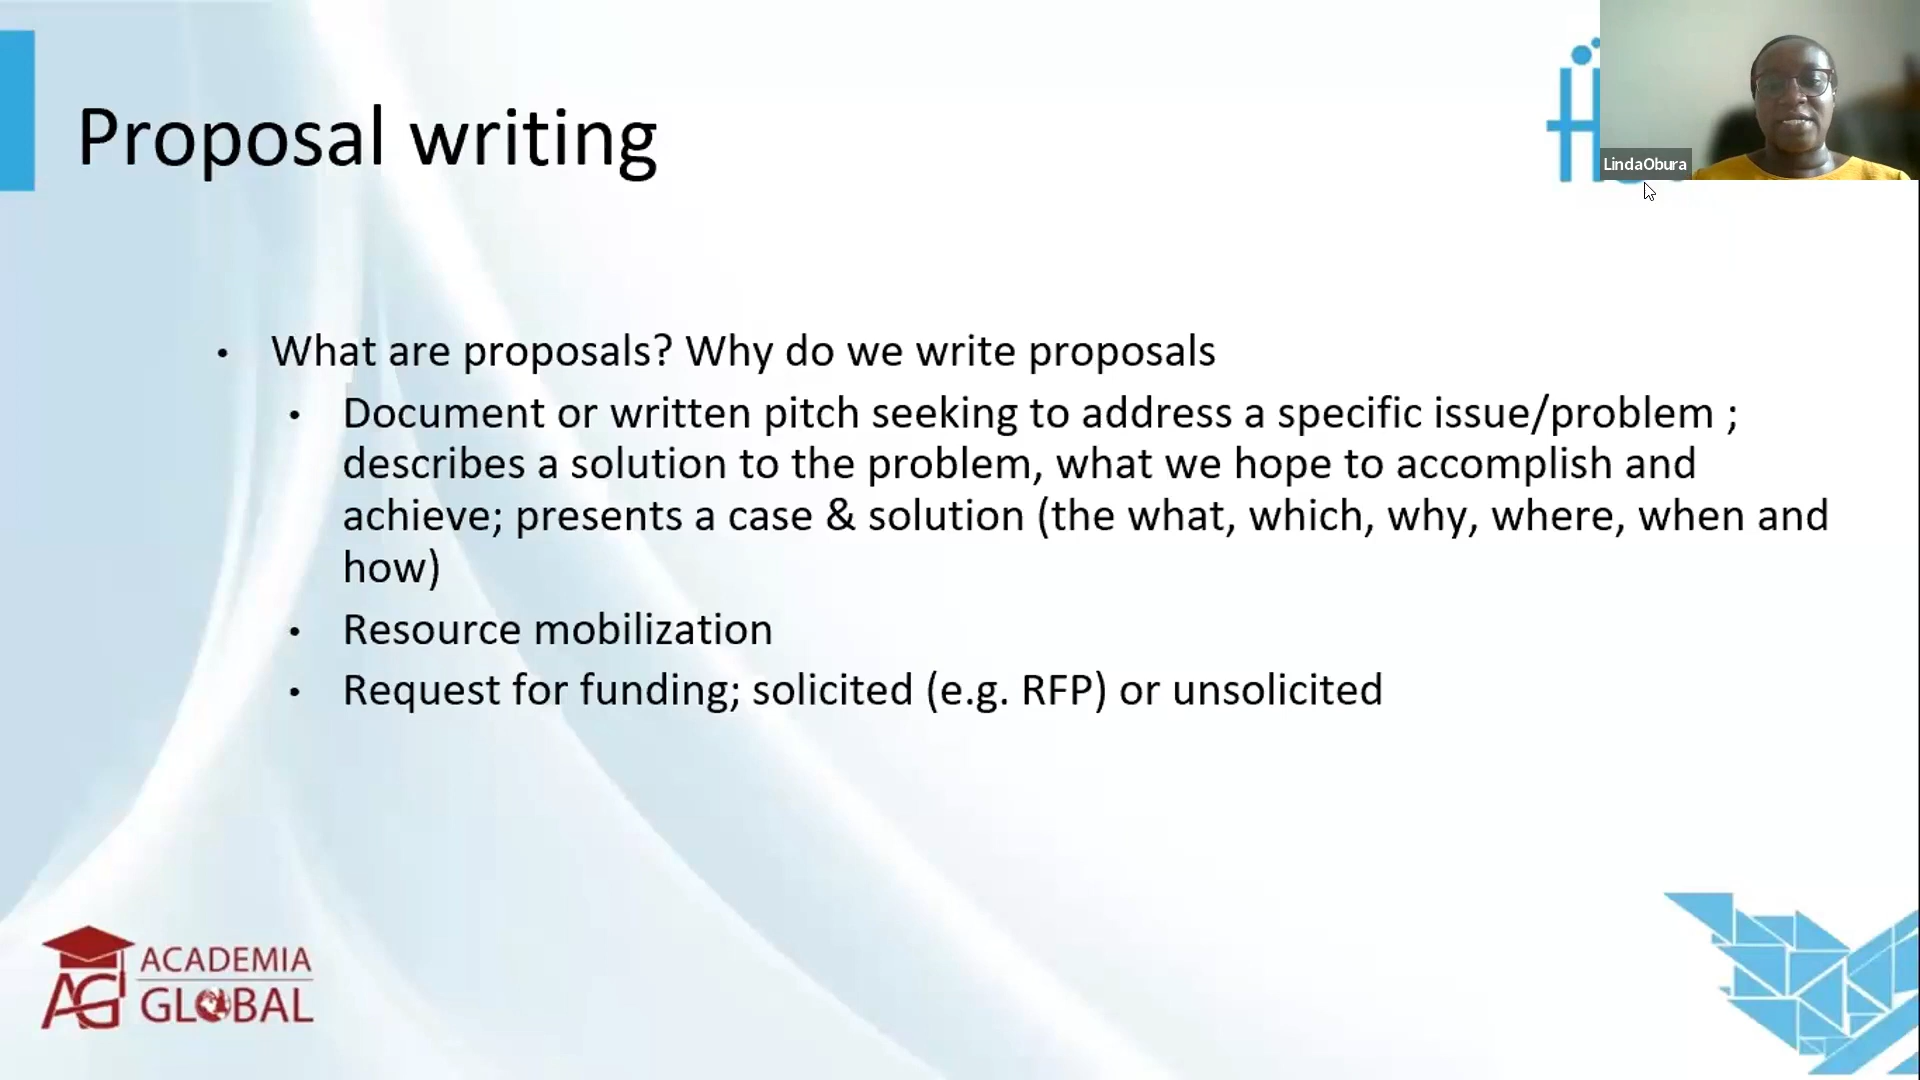 Proposal writing
LindaObura
• What are proposals? Why do we write proposals
• Document or written pitch seeking to address a specific issue/problem ;
describes a solution to the problem, what we hope to accomplish and
achieve; presents a case & solution (the what, which, why, where, when and
how)
• Resource mobilization
• Request for funding; solicited (e.g. RFP) or unsolicited
AG
ACADEMIA
GLOBAL